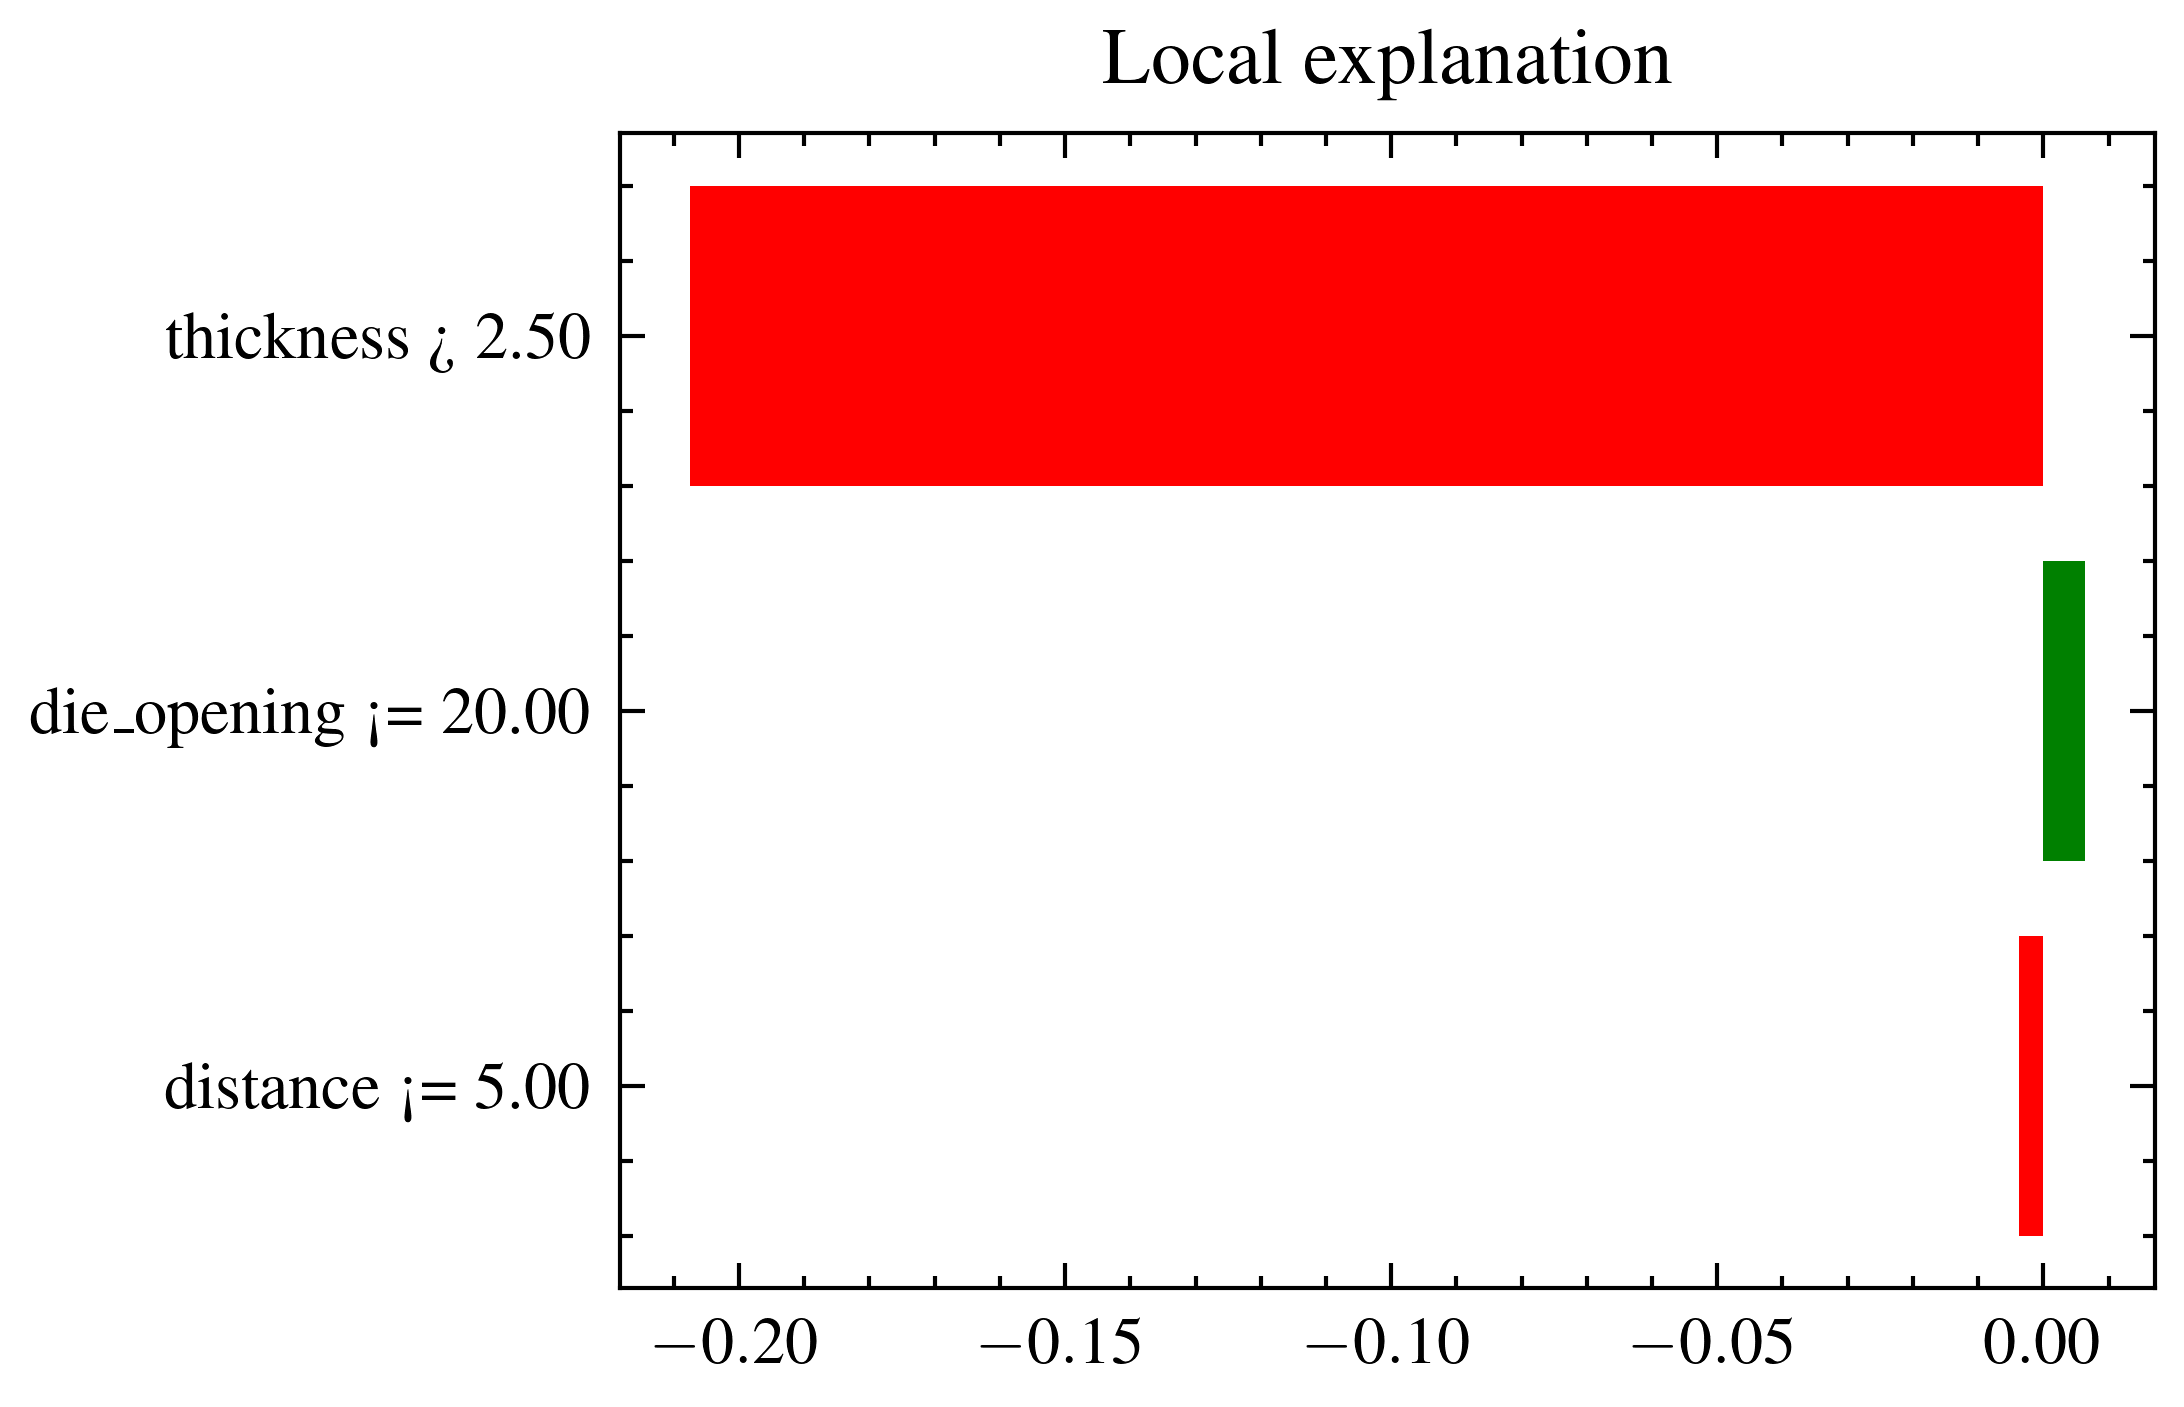 Local explanation
thickness ¿ 2.50
die_opening ¡= 20.00
distance ¡= 5.00
−0.20 −0.15 −0.10 −0.05 0.00